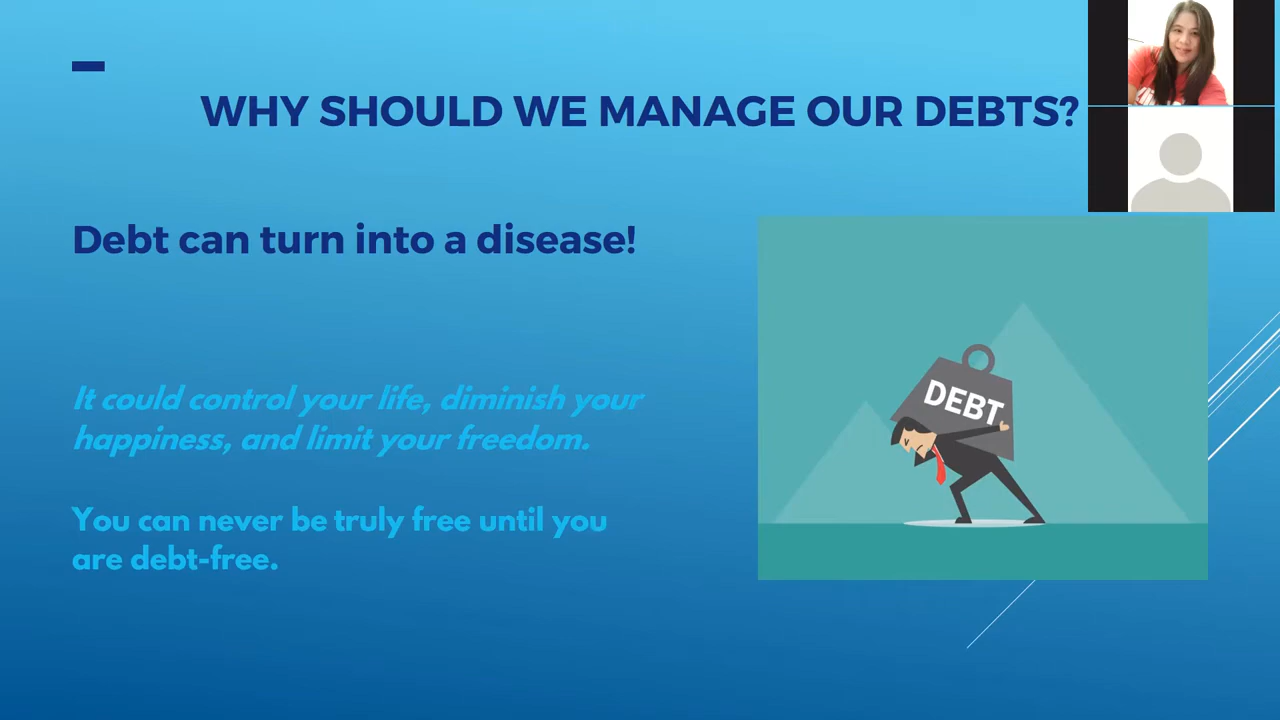 WHY SHOULD WE MANAGE OUR DEBTS?
Debt can turn into a disease!
It could control your life, diminish your
happiness, and limit your freedom.
You can never be truly free until you
are debt-free.
DEBT